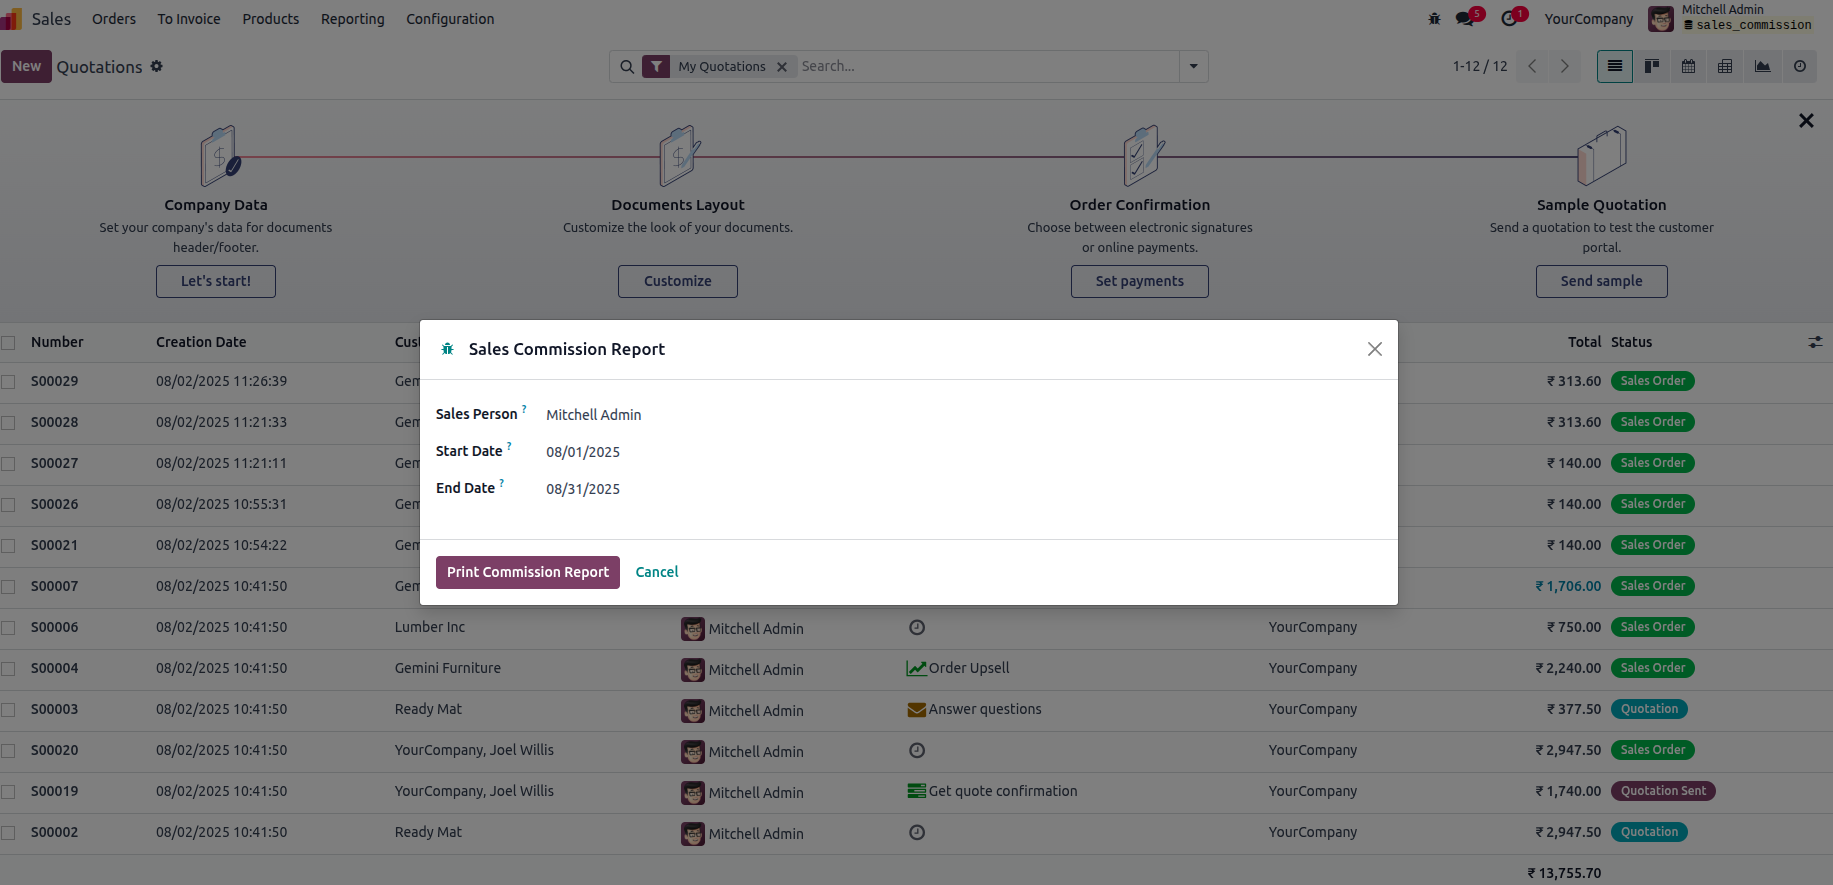 Sales Orders To Invoice Products Reporting Configuration 5 1 YourCompany Mitchell Admin
sales_commission
New Quotations My Quotations Search... 1-12 / 12
Company Data Documents Layout Order Confirmation Sample Quotation
Set your company's data for documents Customize the look of your documents. Choose between electronic signatures Send a quotation to test the customer
header/footer. or online payments. portal.
Let's start! Customize Set payments Send sample
Number Creation Date Cust Total Status
Sales Commission Report
S00029 08/02/2025 11:26:39 Gem ₹ 313.60 Sales Order
Sales Person ? Mitchell Admin
S00028 08/02/2025 11:21:33 Gem ₹ 313.60 Sales Order
Start Date ? 08/01/2025
S00027 08/02/2025 11:21:11 Gem ₹ 140.00 Sales Order
End Date ? 08/31/2025
S00026 08/02/2025 10:55:31 Gem ₹ 140.00 Sales Order
S00021 08/02/2025 10:54:22 Gem ₹ 140.00 Sales Order
Print Commission Report Cancel
S00007 08/02/2025 10:41:50 Gem ₹ 1,706.00 Sales Order
S00006 08/02/2025 10:41:50 Lumber Inc Mitchell Admin YourCompany ₹ 750.00 Sales Order
S00004 08/02/2025 10:41:50 Gemini Furniture Mitchell Admin Order Upsell YourCompany ₹ 2,240.00 Sales Order
S00003 08/02/2025 10:41:50 Ready Mat Mitchell Admin Answer questions YourCompany ₹ 377.50 Quotation
S00020 08/02/2025 10:41:50 YourCompany, Joel Willis Mitchell Admin YourCompany ₹ 2,947.50 Sales Order
S00019 08/02/2025 10:41:50 YourCompany, Joel Willis Mitchell Admin Get quote confirmation YourCompany ₹ 1,740.00 Quotation Sent
S00002 08/02/2025 10:41:50 Ready Mat Mitchell Admin YourCompany ₹ 2,947.50 Quotation
₹ 13,755.70